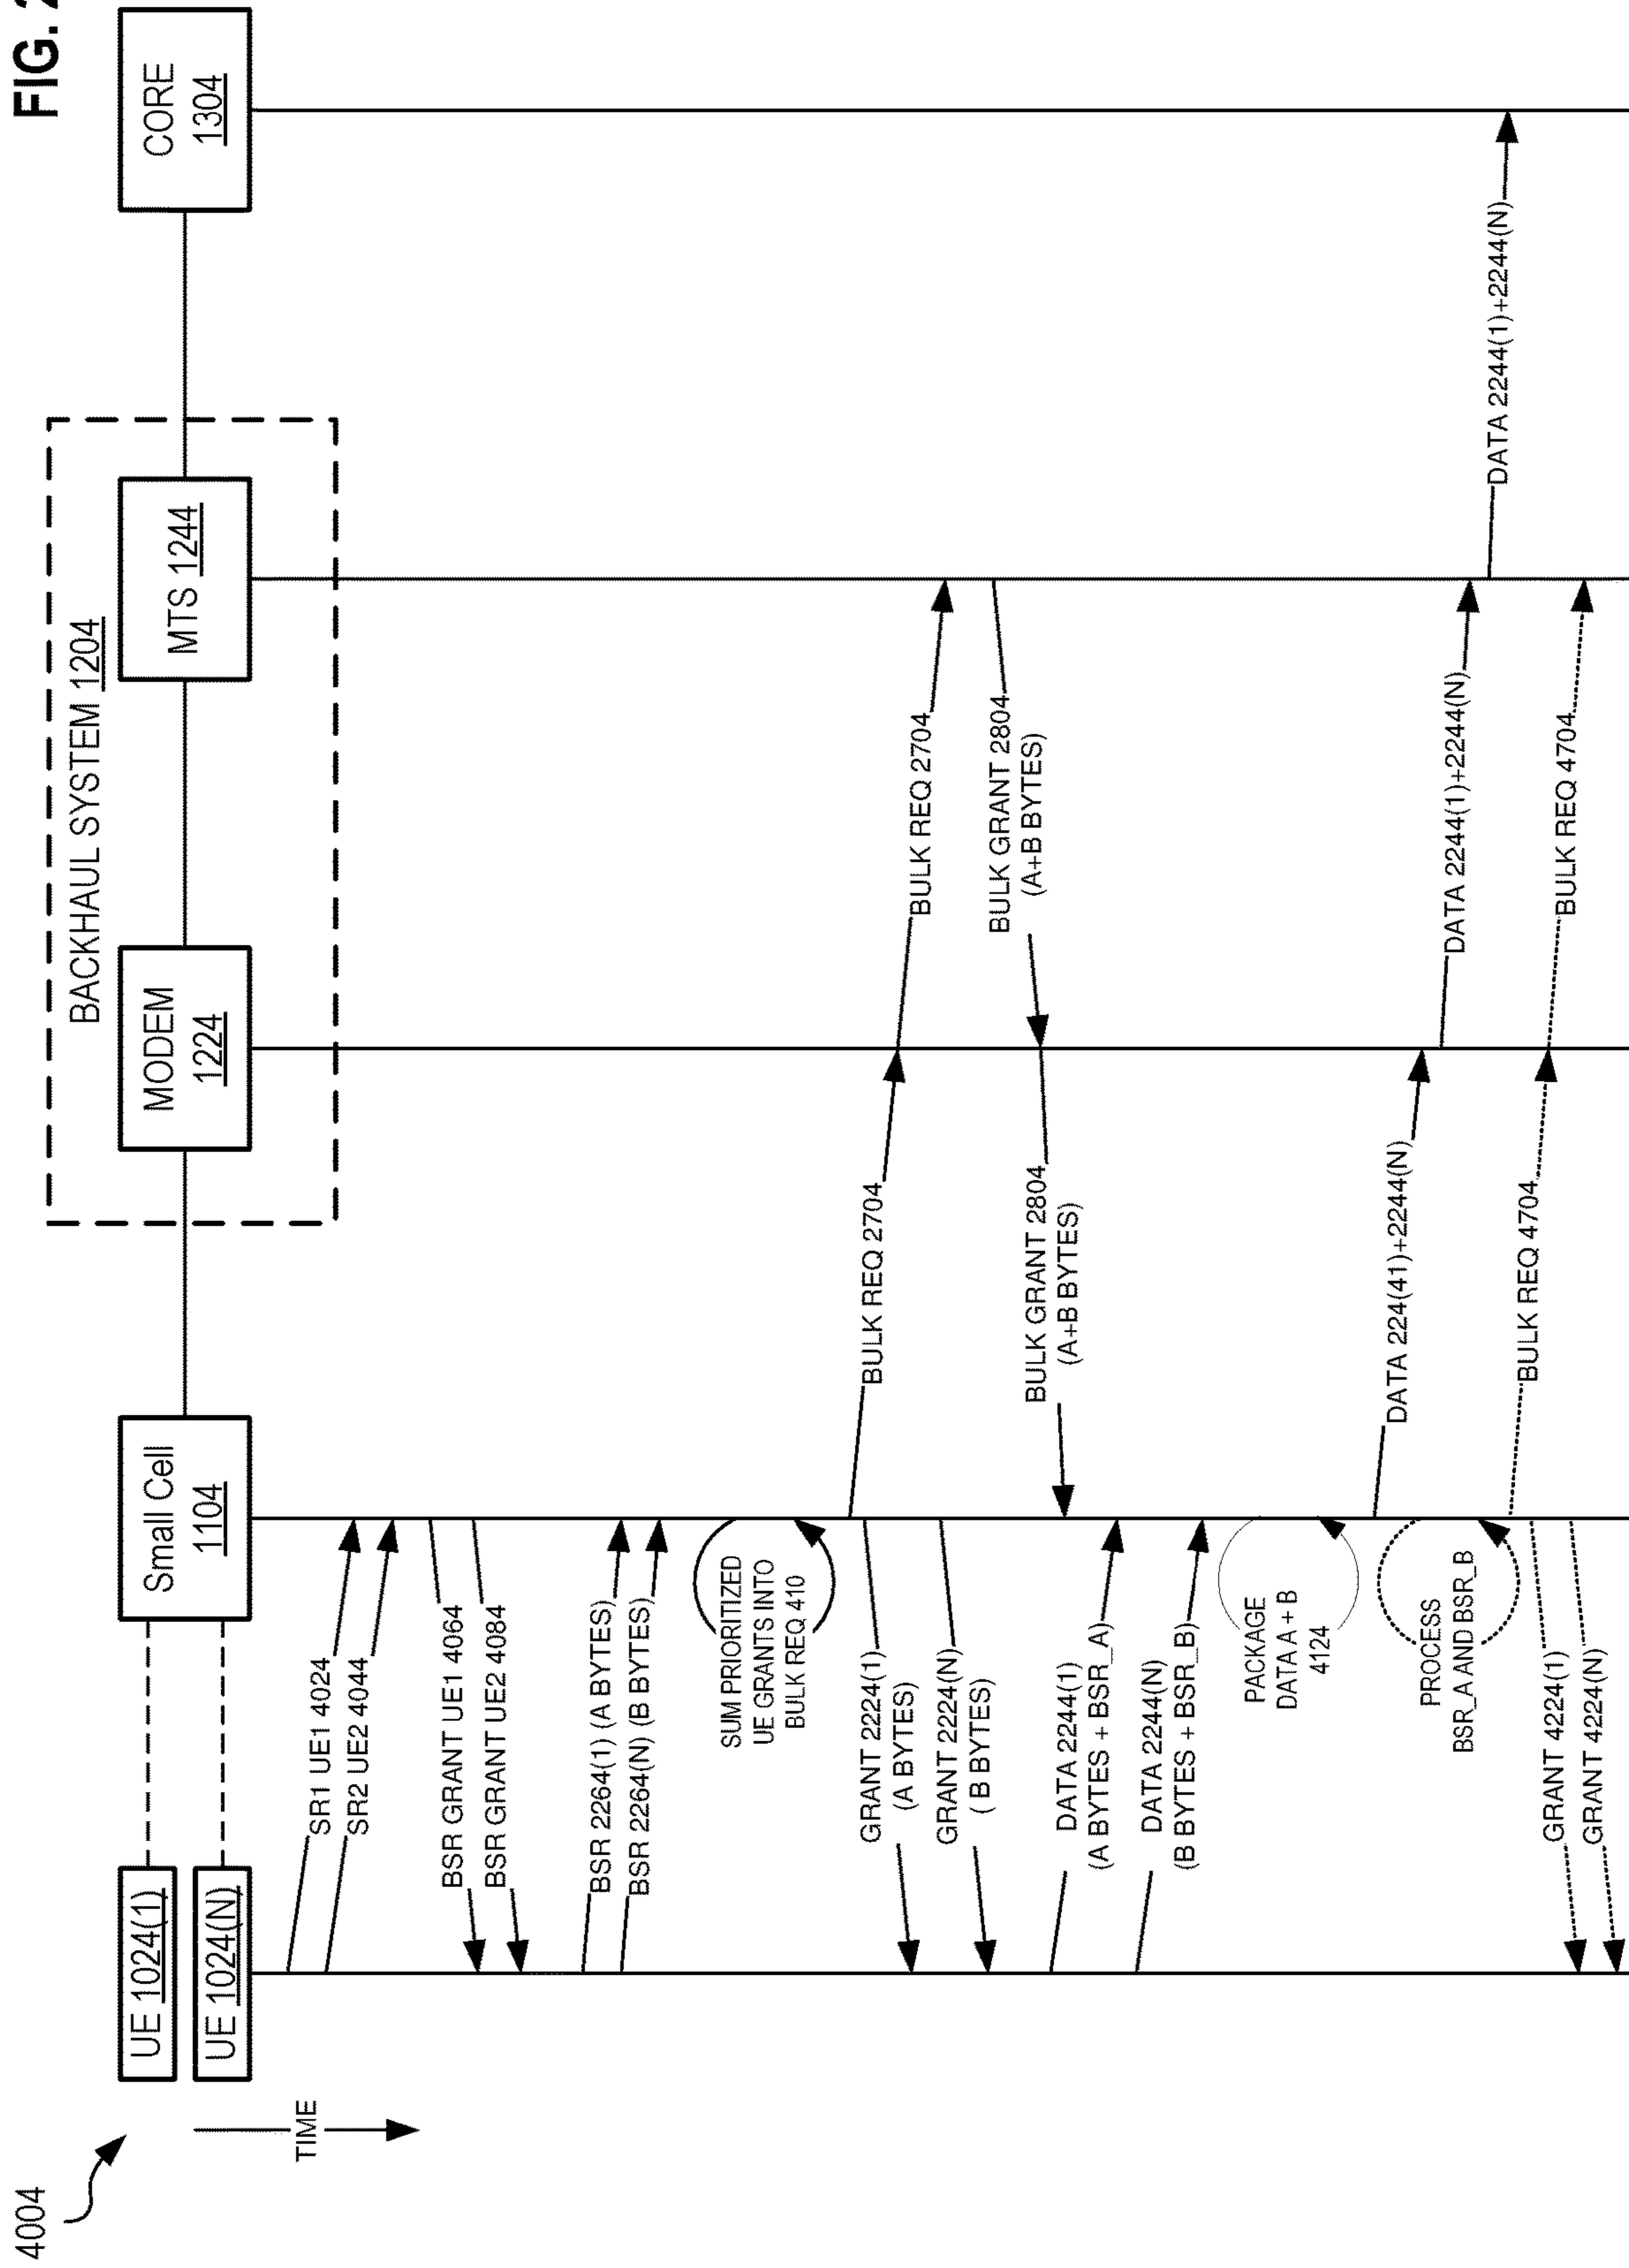 FIG. 2
4004
TIME
UE 1024(1)
UE 1024(N)
Small Cell
1104
BACKHAUL SYSTEM 1204
MODEM
1224
MTS 1244
CORE
1304
SR1 UE1 4024
SR2 UE2 4044
BSR GRANT UE1 4064
BSR GRANT UE2 4084
BSR 2264(1) (A BYTES)
BSR 2264(N) (B BYTES)
SUM PRIORITIZED
UE GRANTS INTO
BULK REQ 410
BULK REQ 2704
BULK REQ 2704
GRANT 2224(1)
(A BYTES)
GRANT 2224(N)
( B BYTES)
BULK GRANT 2804
(A+B BYTES)
BULK GRANT 2804
(A+B BYTES)
DATA 2244(1)
(A BYTES + BSR_A)
DATA 2244(N)
(B BYTES + BSR_B)
PACKAGE
DATA A + B
4124
DATA 224(41)+2244(N)
DATA 2244(1)+2244(N)
DATA 2244(1)+2244(N)
PROCESS
BSR_A AND BSR_B
BULK REQ 4704
BULK REQ 4704
GRANT 4224(1)
GRANT 4224(N)